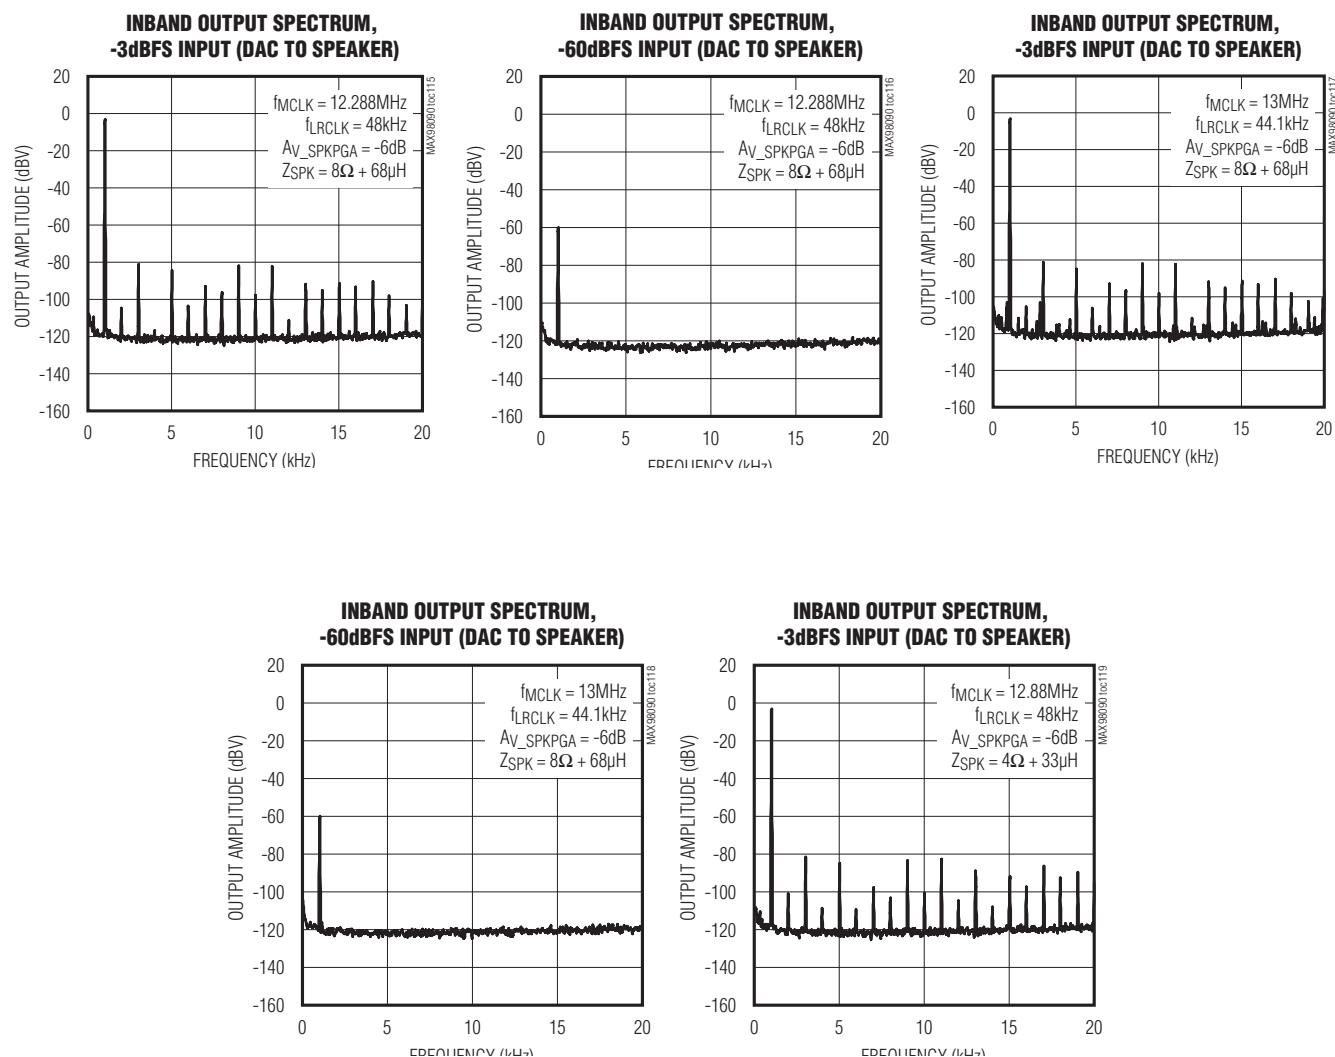 INBAND OUTPUT SPECTRUM,
-3dBFS INPUT (DAC TO SPEAKER)
fMCLK = 12.288MHz
fLRCLK = 48kHz
AV_SPKPGA = -6dB
ZSPK = 8Ω + 68µH
MAX98090 toc115
OUTPUT AMPLITUDE (dBV)
20
0
-20
-40
-60
-80
-100
-120
-140
-160
0 5 10 15 20
FREQUENCY (kHz)
INBAND OUTPUT SPECTRUM,
-60dBFS INPUT (DAC TO SPEAKER)
fMCLK = 12.288MHz
fLRCLK = 48kHz
AV_SPKPGA = -6dB
ZSPK = 8Ω + 68µH
MAX98090 toc116
OUTPUT AMPLITUDE (dBV)
20
0
-20
-40
-60
-80
-100
-120
-140
-160
0 5 10 15 20
FREQUENCY (kHz)
INBAND OUTPUT SPECTRUM,
-3dBFS INPUT (DAC TO SPEAKER)
fMCLK = 13MHz
fLRCLK = 44.1kHz
AV_SPKPGA = -6dB
ZSPK = 8Ω + 68µH
MAX98090 toc117
OUTPUT AMPLITUDE (dBV)
20
0
-20
-40
-60
-80
-100
-120
-140
-160
0 5 10 15 20
FREQUENCY (kHz)
INBAND OUTPUT SPECTRUM,
-60dBFS INPUT (DAC TO SPEAKER)
fMCLK = 13MHz
fLRCLK = 44.1kHz
AV_SPKPGA = -6dB
ZSPK = 8Ω + 68µH
MAX98090 toc118
OUTPUT AMPLITUDE (dBV)
20
0
-20
-40
-60
-80
-100
-120
-140
-160
0 5 10 15 20
FREQUENCY (kHz)
INBAND OUTPUT SPECTRUM,
-3dBFS INPUT (DAC TO SPEAKER)
fMCLK = 12.88MHz
fLRCLK = 48kHz
AV_SPKPGA = -6dB
ZSPK = 4Ω + 33µH
MAX98090 toc119
OUTPUT AMPLITUDE (dBV)
20
0
-20
-40
-60
-80
-100
-120
-140
-160
0 5 10 15 20
FREQUENCY (kHz)